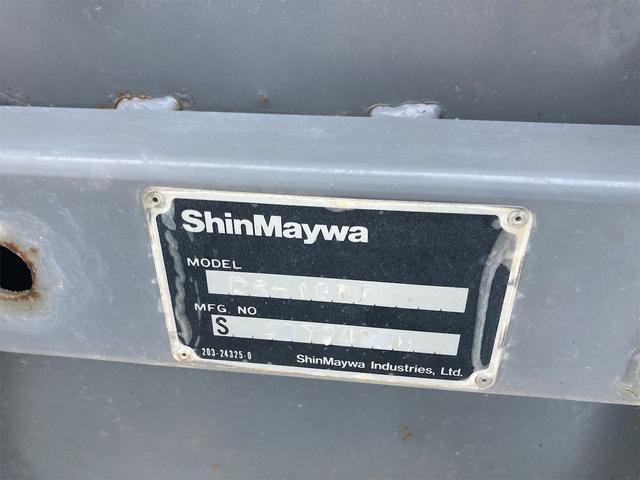 ShinMaywa
MODEL
MFG. NO
S
203-24325-0
ShinMaywa Industries, Ltd.